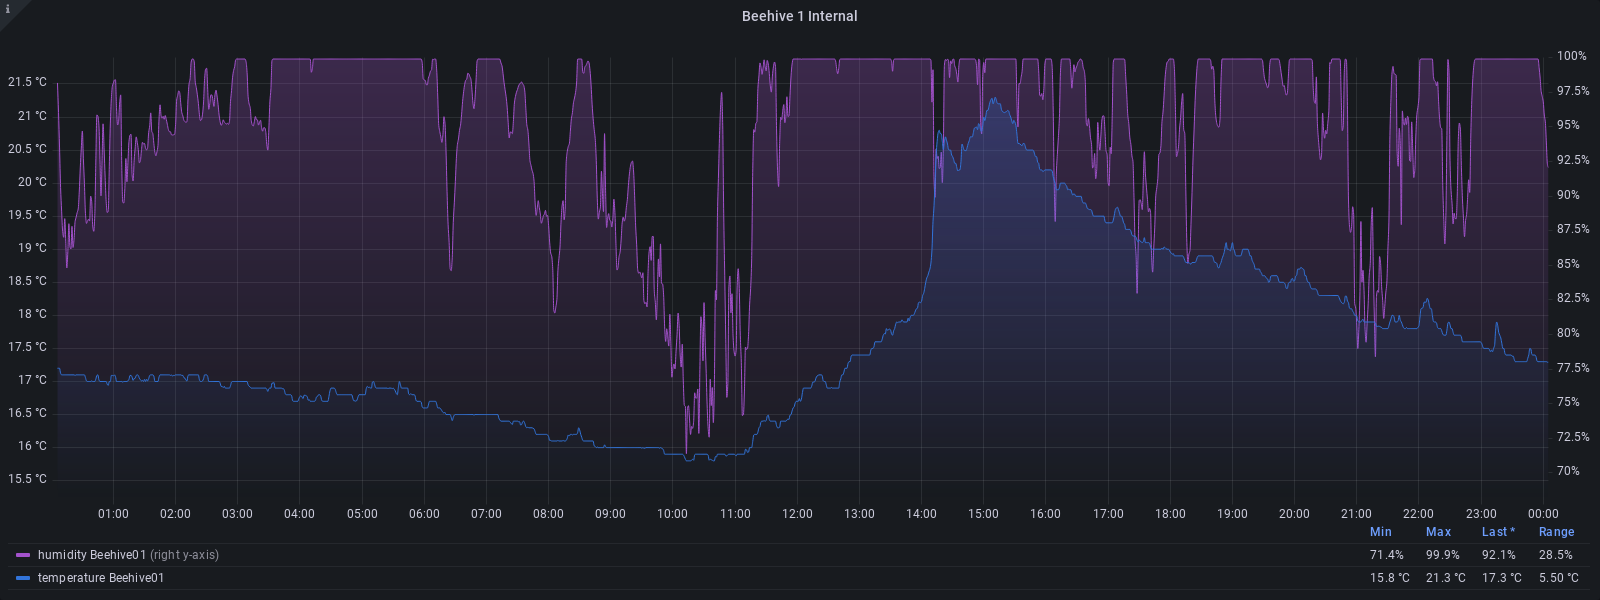 i
Beehive 1 Internal
100%
21.5 °C
97.5%
21 °C
95%
20.5 °C
92.5%
20 °C
90%
19.5 °C
87.5%
19 °C
85%
18.5 °C
82.5%
18 °C
80%
17.5 °C
77.5%
17 °C
75%
16.5 °C
72.5%
16 °C
70%
15.5 °C
01:00 02:00 03:00 04:00 05:00 06:00 07:00 08:00 09:00 10:00 11:00 12:00 13:00 14:00 15:00 16:00 17:00 18:00 19:00 20:00 21:00 22:00 23:00 00:00
Min Max Last * Range
humidity Beehive01 (right y-axis) 71.4% 99.9% 92.1% 28.5%
temperature Beehive01 15.8 °C 21.3 °C 17.3 °C 5.50 °C